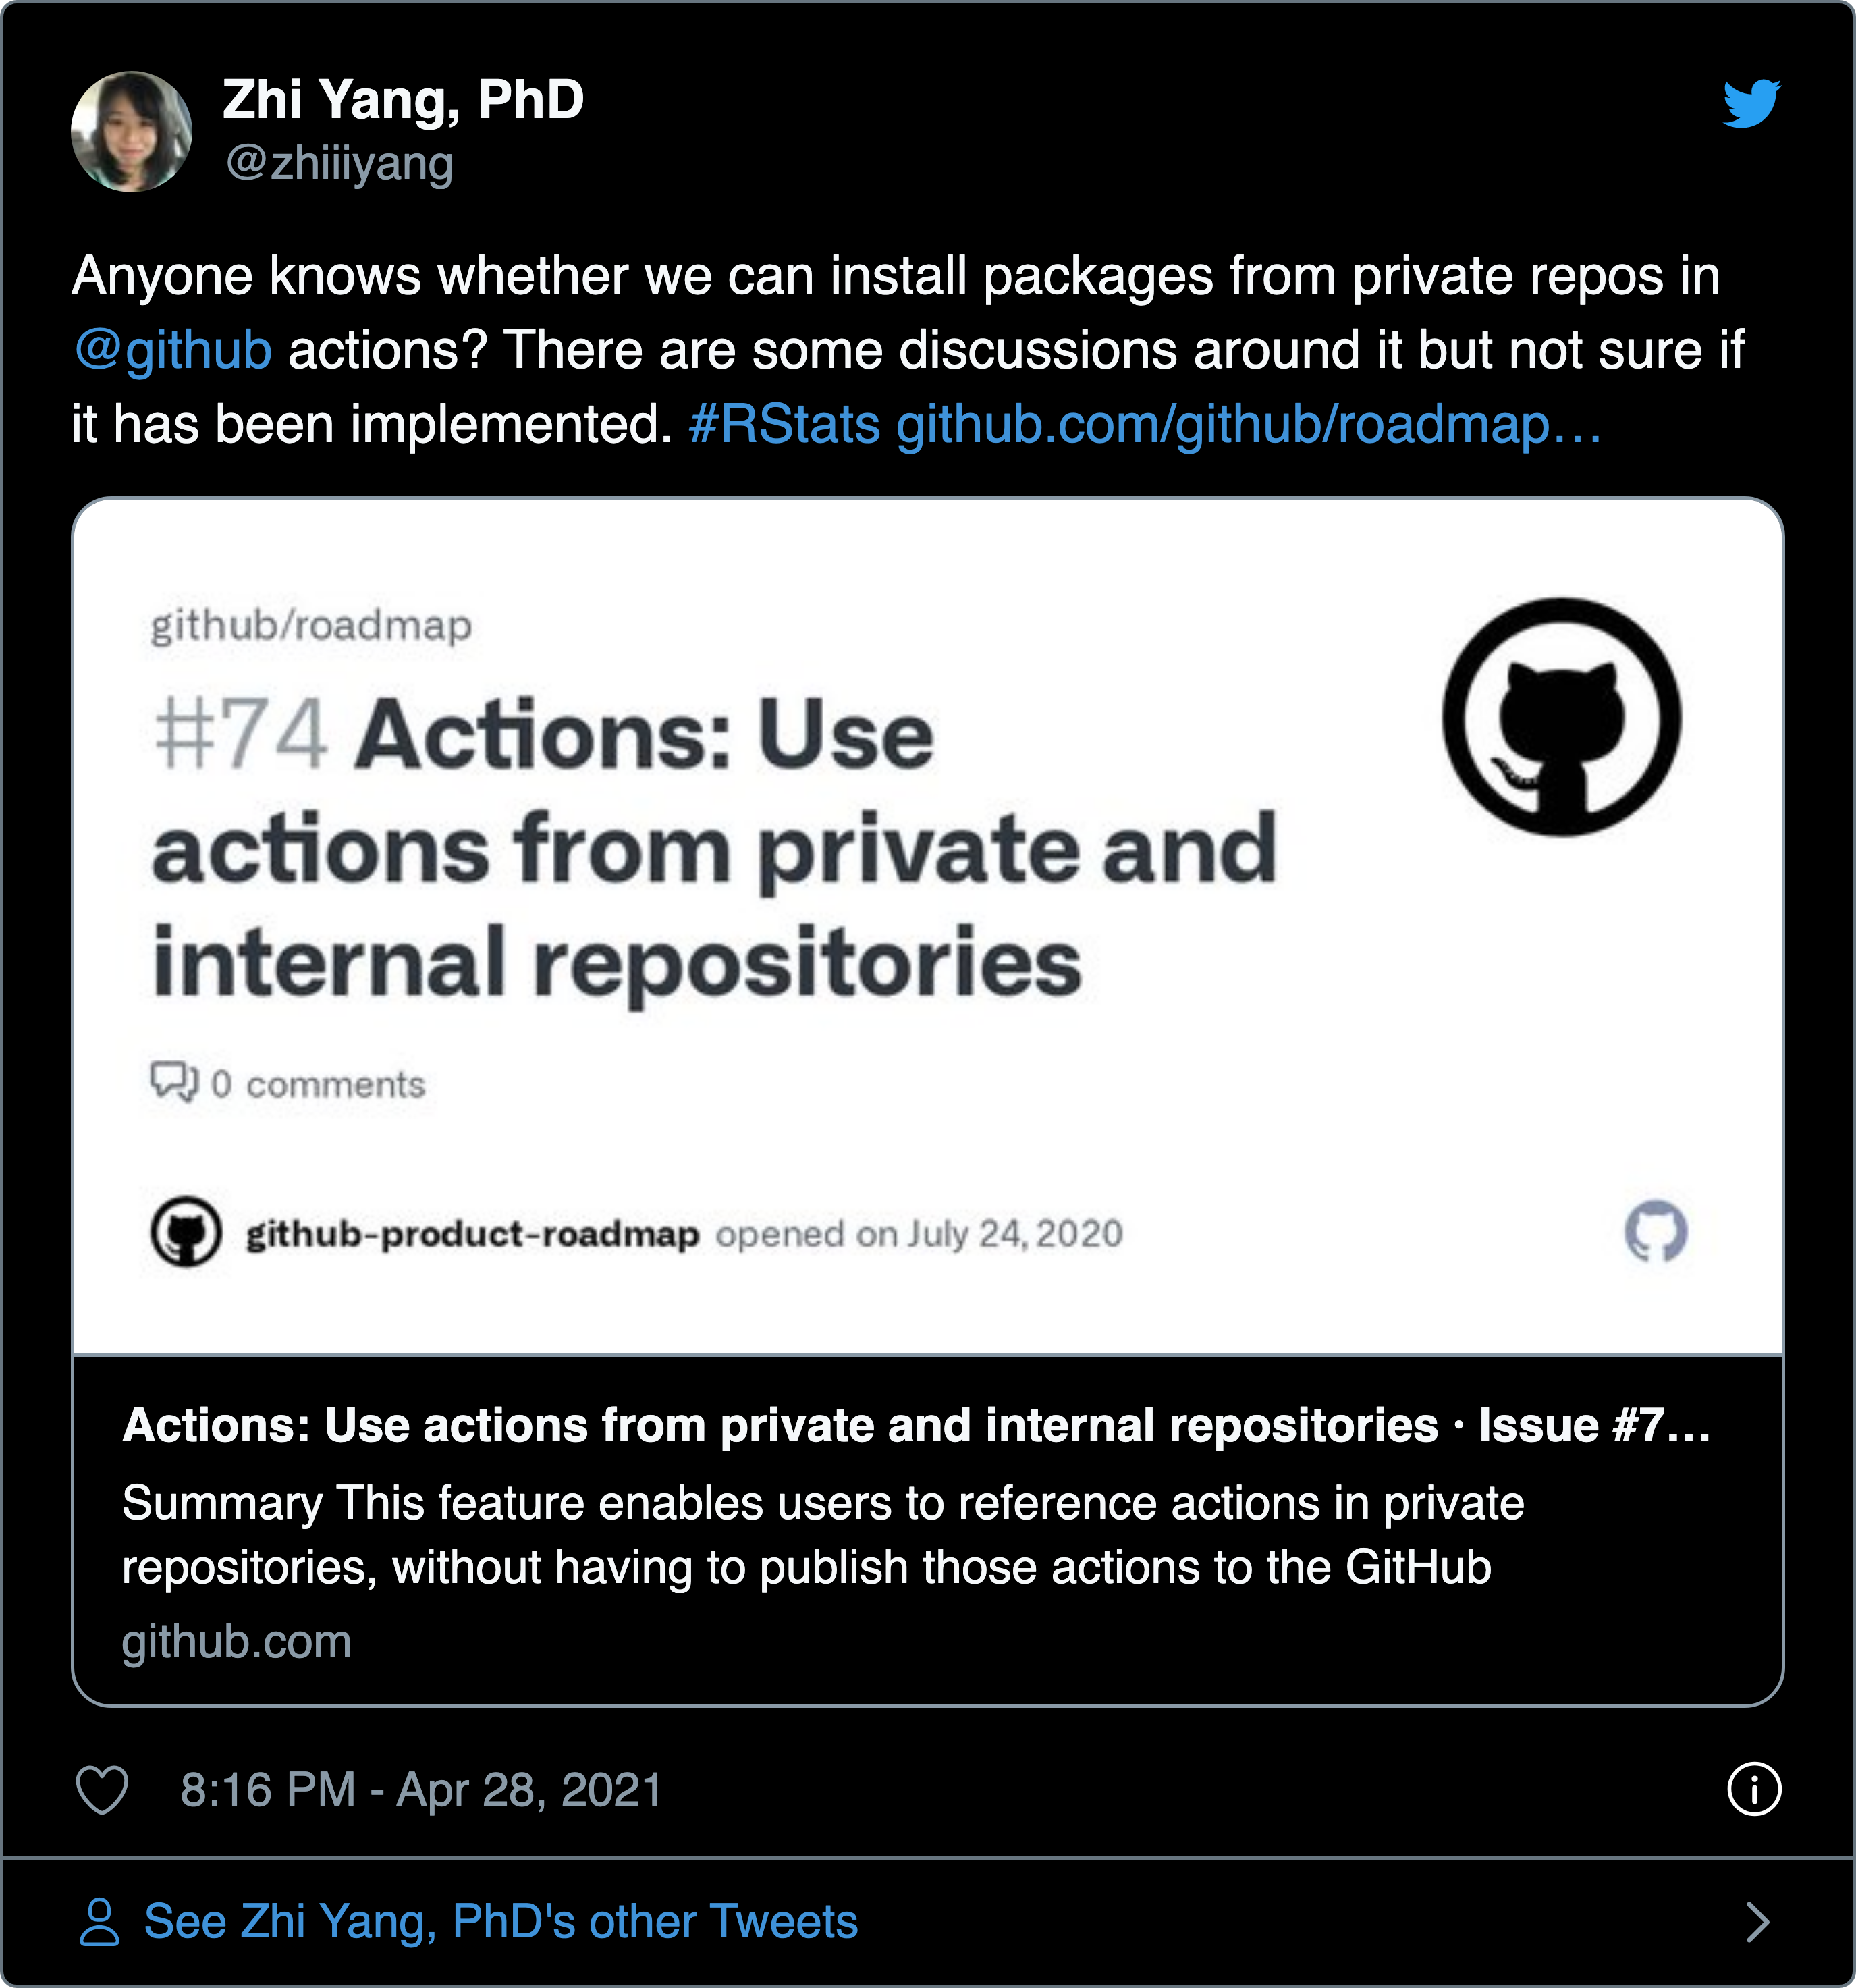 Zhi Yang, PhD
@zhiiiyang
Anyone knows whether we can install packages from private repos in
@github actions? There are some discussions around it but not sure if
it has been implemented. #RStats github.com/github/roadmap…
github/roadmap
#74 Actions: Use
actions from private and
internal repositories
0 comments
github-product-roadmap opened on July 24, 2020
Actions: Use actions from private and internal repositories · Issue #7...
Summary This feature enables users to reference actions in private
repositories, without having to publish those actions to the GitHub
github.com
8:16 PM - Apr 28, 2021
See Zhi Yang, PhD's other Tweets